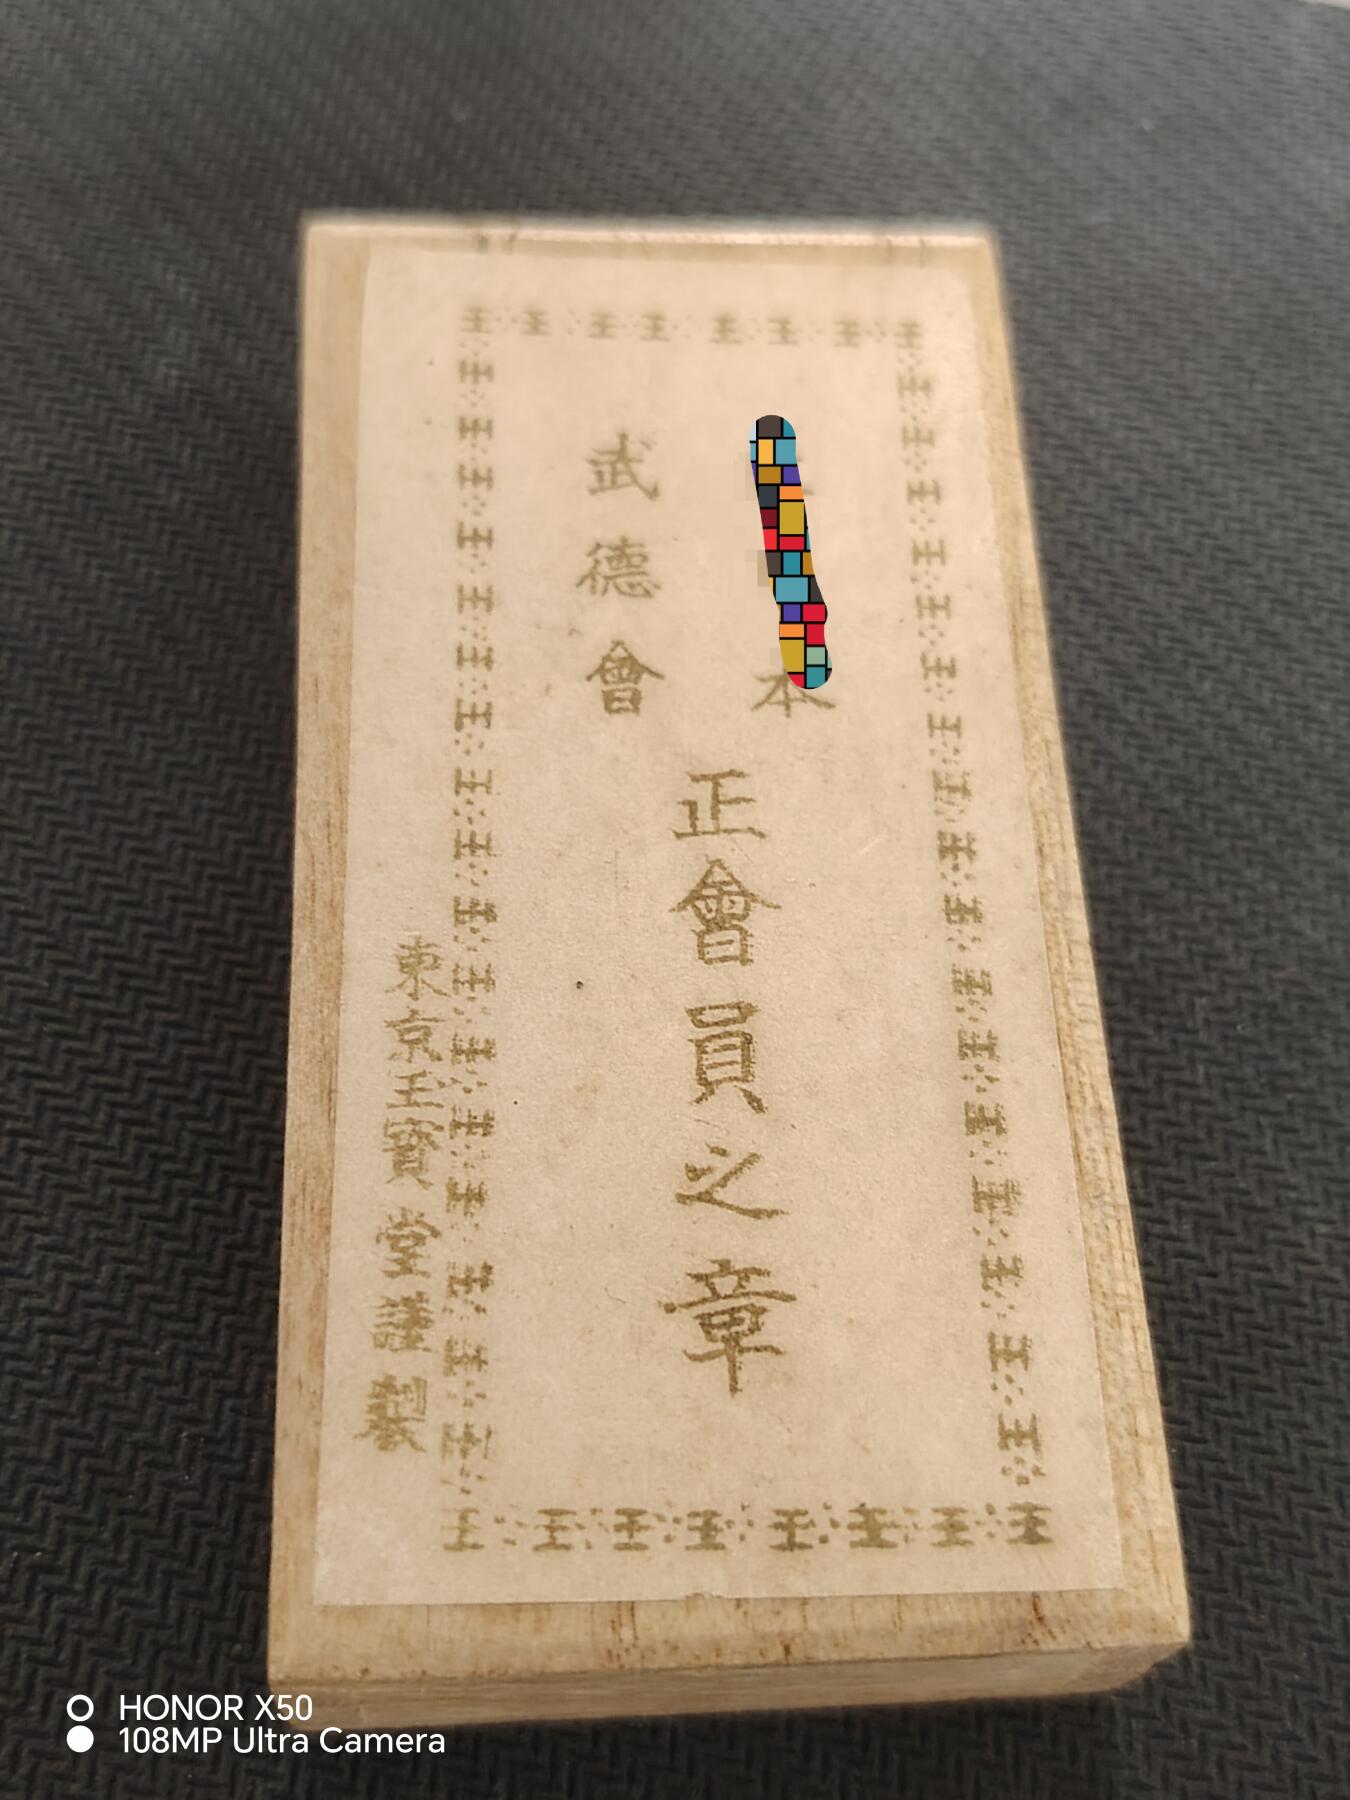 本
武德會
正會員之章
東京玉寶堂謹製
HONOR X50
108MP Ultra Camera